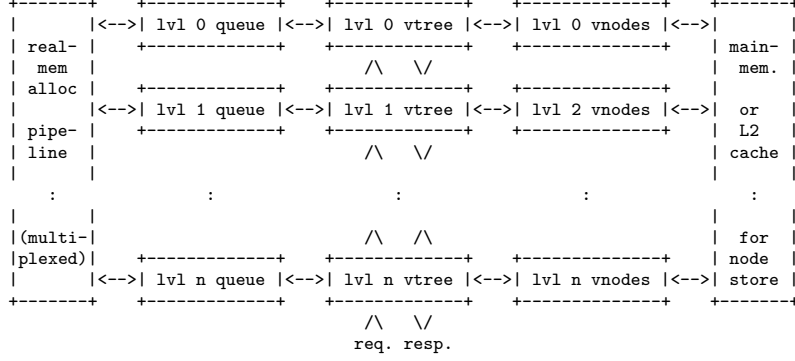 +-------+    +-------------+    +-------------+    +--------------+    +-------+
|       |<-->| lvl 0 queue |<-->| lvl 0 vtree |<-->| lvl 0 vnodes |<-->|       |
| real- |    +-------------+    +-------------+    +--------------+    | main- |
|  mem  |                           /\   \/                            |  mem. |
| alloc |    +-------------+    +-------------+    +--------------+    |       |
|       |<-->| lvl 1 queue |<-->| lvl 1 vtree |<-->| lvl 2 vnodes |<-->|  or   |
| pipe- |    +-------------+    +-------------+    +--------------+    |  L2   |
| line  |                           /\   \/                            | cache |
|       |                                                              |       |
    :               :                  :                  :                :
|       |                                                              |       |
|(multi-|                           /\   /\                            |  for  |
|plexed)|    +-------------+    +-------------+    +--------------+    | node  |
|       |<-->| lvl n queue |<-->| lvl n vtree |<-->| lvl n vnodes |<-->| store |
+-------+    +-------------+    +-------------+    +--------------+    +-------+
                                    /\   \/
                                   req. resp.